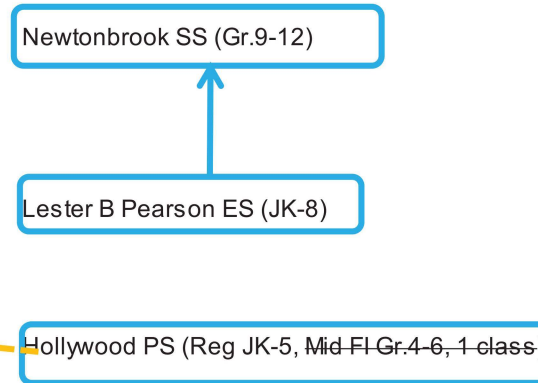 Newtonbrook SS (Gr.9-12)
Lester B Pearson ES (JK-8)
Hollywood PS (Reg JK-5, Mid FI Gr.4-6, 1 class